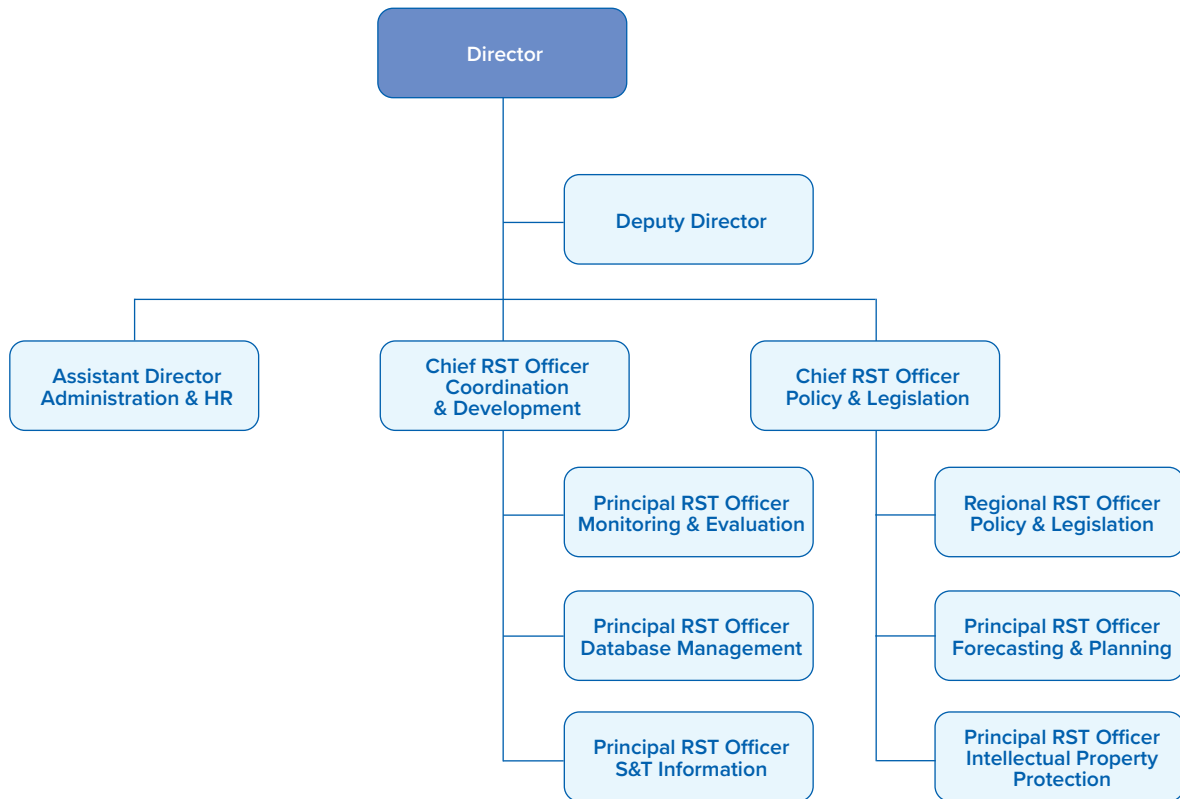 Director
Deputy Director
Assistant Director
Administration & HR
Chief RST Officer
Coordination
& Development
Chief RST Officer
Policy & Legislation
Principal RST Officer
Monitoring & Evaluation
Regional RST Officer
Policy & Legislation
Principal RST Officer
Database Management
Principal RST Officer
Forecasting & Planning
Principal RST Officer
S&T Information
Principal RST Officer
Intellectual Property
Protection